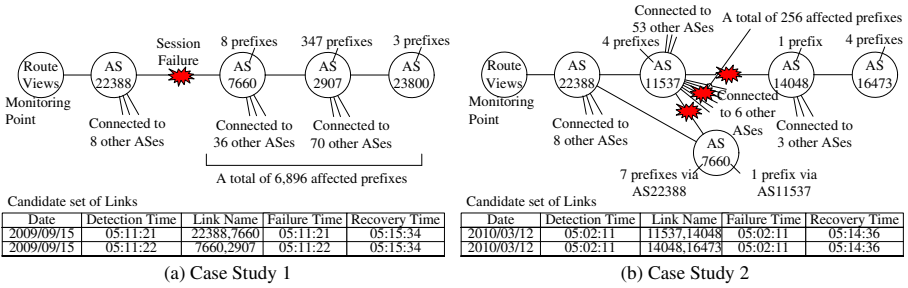 Route
Views
Monitoring
Point
AS
22388
Connected to
8 other ASes
Session
Failure
8 prefixes
AS
7660
Connected to
36 other ASes
347 prefixes
AS
2907
Connected to
70 other ASes
3 prefixes
AS
23800
A total of 6,896 affected prefixes
Candidate set of Links
Date Detection Time Link Name Failure Time Recovery Time
2009/09/15 05:11:21 22388,7660 05:11:21 05:15:34
2009/09/15 05:11:22 7660,2907 05:11:22 05:15:34
(a) Case Study 1
Route
Views
Monitoring
Point
AS
22388
Connected to
8 other ASes
Connected to
53 other ASes
4 prefixes
AS
11537
A total of 256 affected prefixes
Connected
to 6 other
ASes
1 prefix
AS
14048
Connected to
3 other ASes
4 prefixes
AS
16473
AS
7660
7 prefixes via
AS22388
1 prefix via
AS11537
Candidate set of Links
Date Detection Time Link Name Failure Time Recovery Time
2010/03/12 05:02:11 11537,14048 05:02:11 05:14:36
2010/03/12 05:02:11 14048,16473 05:02:11 05:14:36
(b) Case Study 2